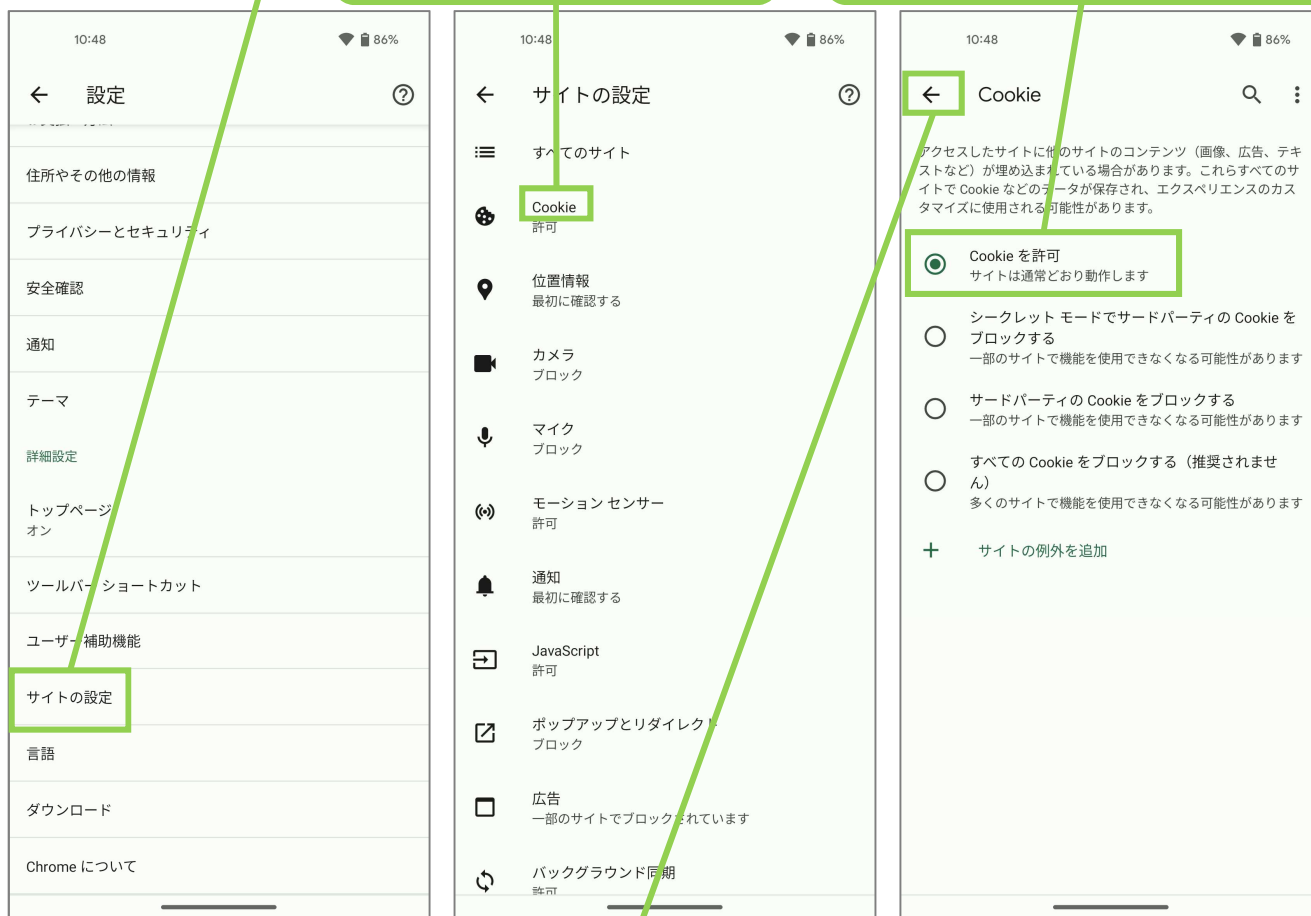 10:48
86%
設定
住所やその他の情報
プライバシーとセキュリティ
安全確認
通知
テーマ
詳細設定
トップページ
オン
ツールバー ショートカット
ユーザー補助機能
サイトの設定
言語
ダウンロード
Chrome について
10:48
86%
サイトの設定
すべてのサイト
Cookie
許可
位置情報
最初に確認する
カメラ
ブロック
マイク
ブロック
モーション センサー
許可
通知
最初に確認する
JavaScript
許可
ポップアップとリダイレクト
ブロック
広告
一部のサイトでブロックされています
バックグラウンド同期
許可
10:48
86%
Cookie
アクセスしたサイトに他のサイトのコンテンツ（画像、広告、テキ
ストなど）が埋め込まれている場合があります。これらすべてのサ
イトで Cookie などのデータが保存され、エクスペリエンスのカス
タマイズに使用される可能性があります。
Cookie を許可
サイトは通常どおり動作します
シークレット モードでサードパーティの Cookie を
ブロックする
一部のサイトで機能を使用できなくなる可能性があります
サードパーティの Cookie をブロックする
一部のサイトで機能を使用できなくなる可能性があります
すべての Cookie をブロックする（推奨されませ
ん）
多くのサイトで機能を使用できなくなる可能性があります
サイトの例外を追加